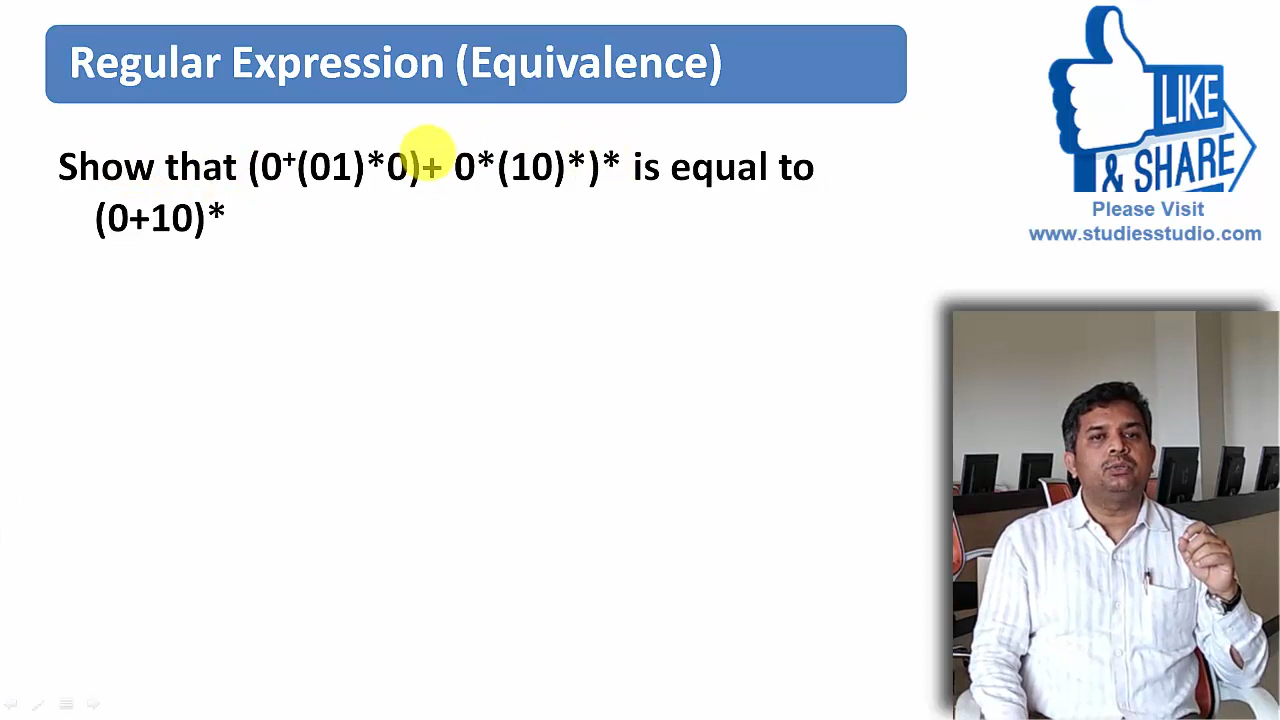 Regular Expression (Equivalence)
Show that (0⁺(01)*0)+ 0*(10)*)* is equal to
(0+10)*
LIKE
& SHARE
Please Visit
www.studiesstudio.com